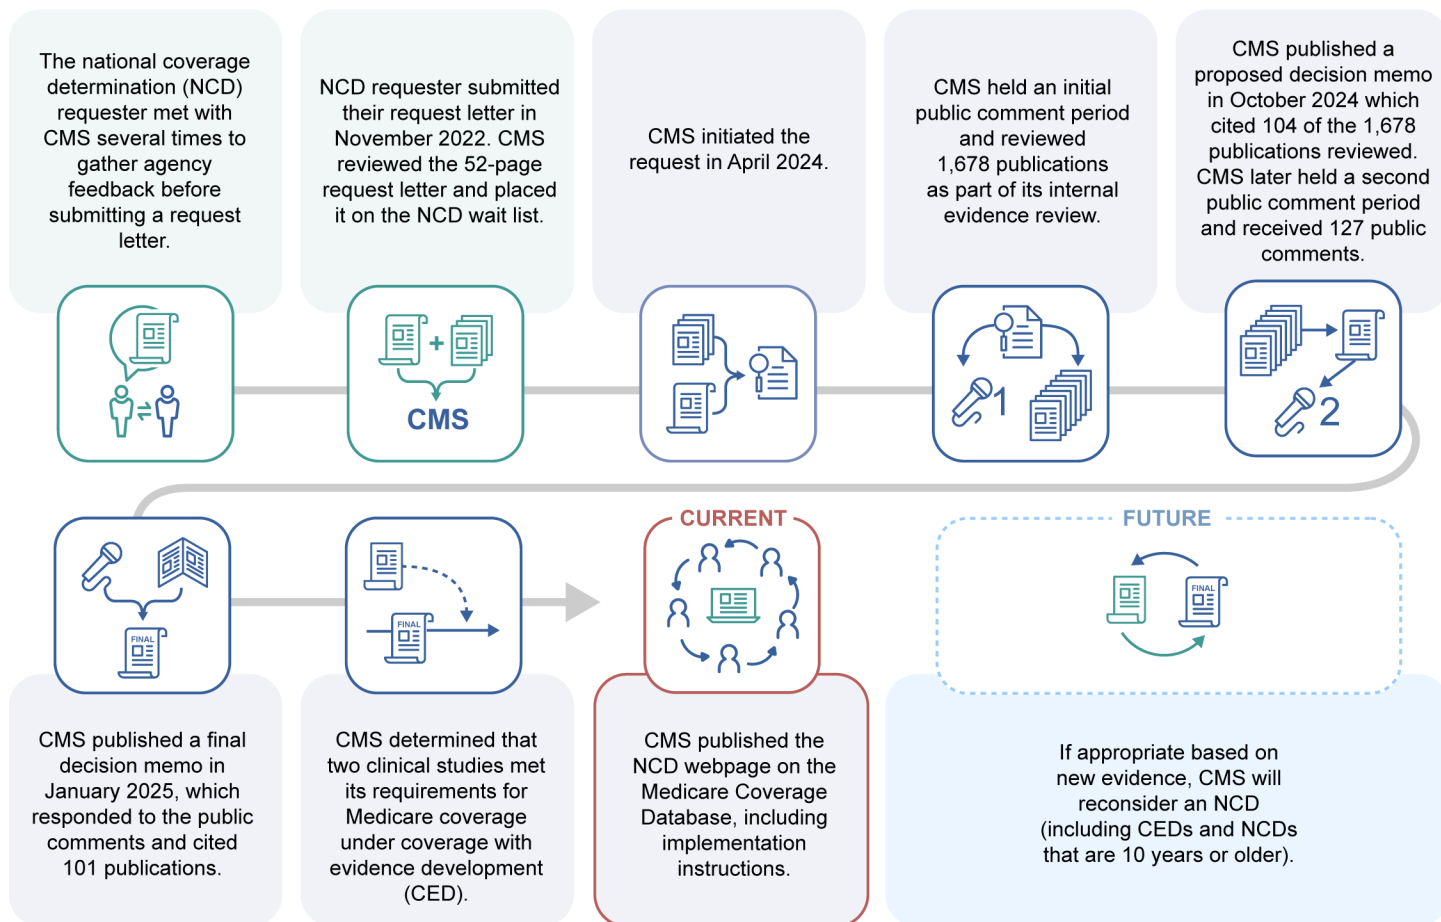 The national coverage
determination (NCD)
requester met with
CMS several times to
gather agency
feedback before
submitting a request
letter.
NCD requester submitted
their request letter in
November 2022. CMS
reviewed the 52-page
request letter and placed
it on the NCD wait list.
CMS initiated the
request in April 2024.
CMS held an initial
public comment period
and reviewed
1,678 publications
as part of its internal
evidence review.
CMS published a
proposed decision memo
in October 2024 which
cited 104 of the 1,678
publications reviewed.
CMS later held a second
public comment period
and received 127 public
comments.
+
CMS
1
2
FINAL
CMS published a final
decision memo in
January 2025, which
responded to the public
comments and cited
101 publications.
FINAL
CMS determined that
two clinical studies met
its requirements for
Medicare coverage
under coverage with
evidence development
(CED).
CURRENT
CMS published the
NCD webpage on the
Medicare Coverage
Database, including
implementation
instructions.
FUTURE
FINAL
If appropriate based on
new evidence, CMS will
reconsider an NCD
(including CEDs and NCDs
that are 10 years or older).